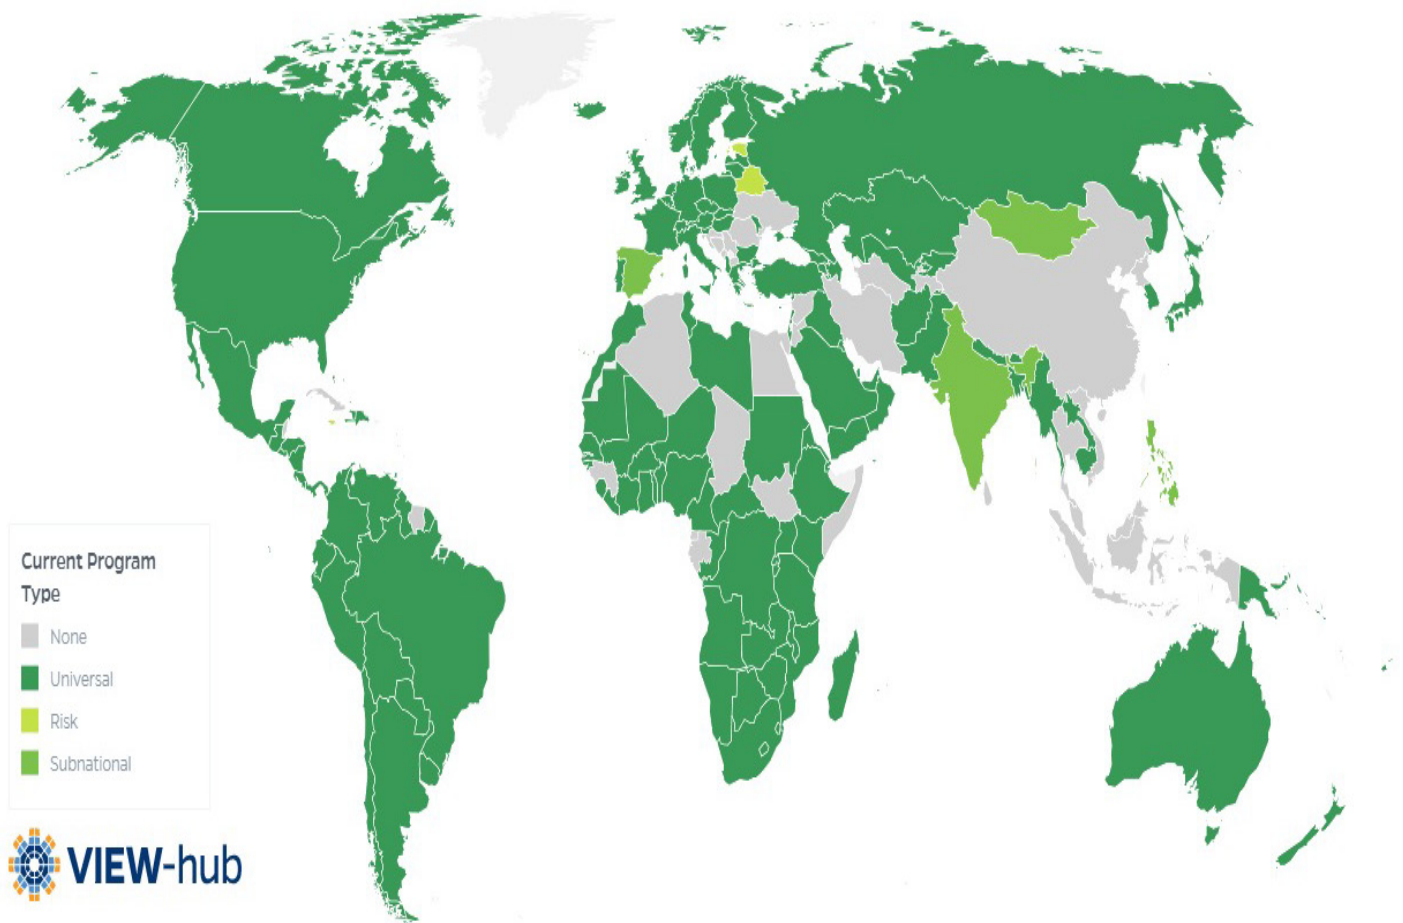 Current Program
Type
None
Universal
Risk
Subnational
VIEW-hub